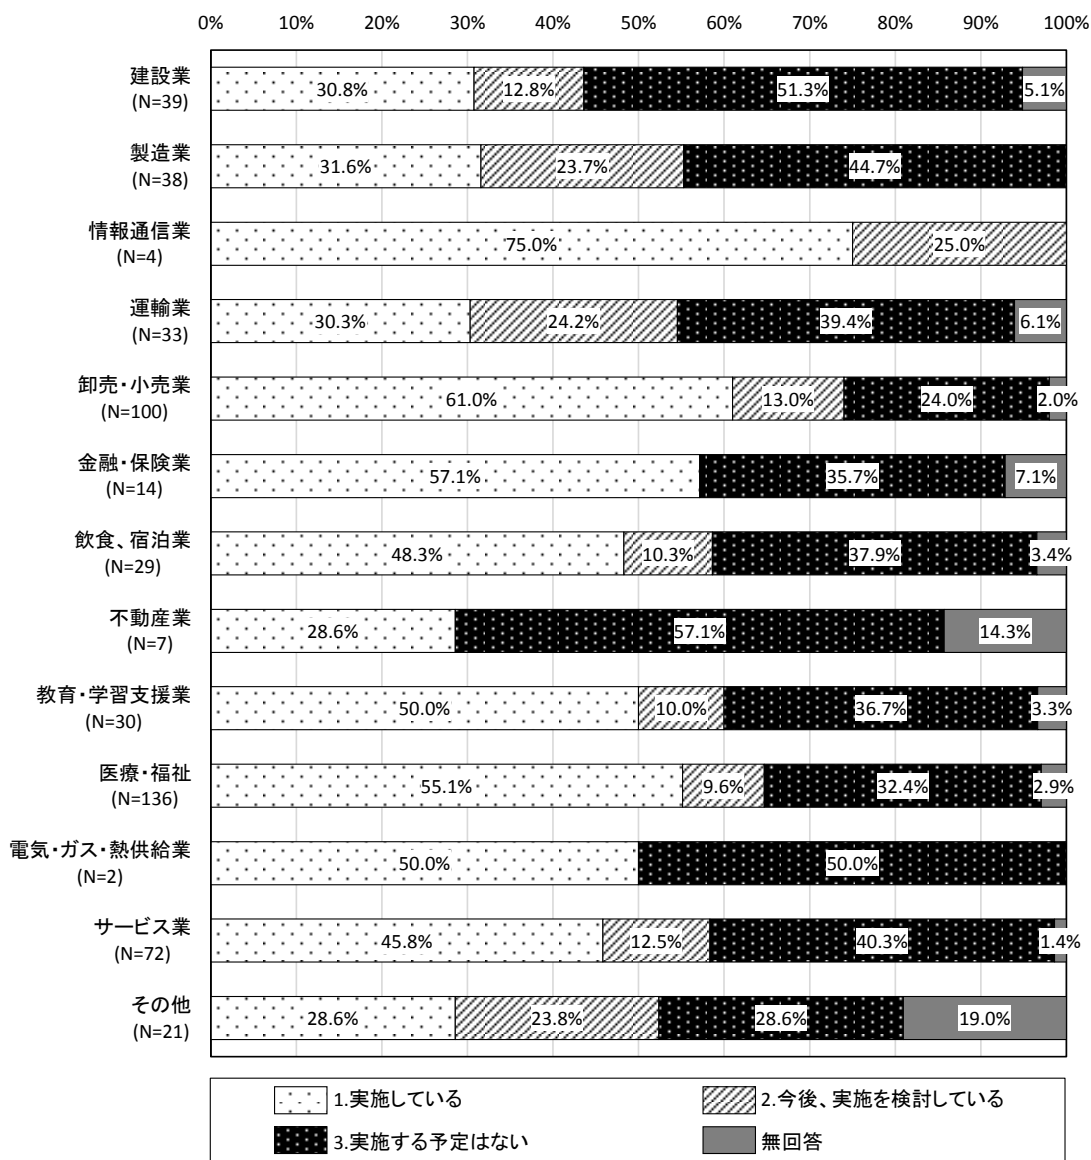 0% 10% 20% 30% 40% 50% 60% 70% 80% 90% 100%
建設業
(N=39)
30.8% 12.8% 51.3% 5.1%
製造業
(N=38)
31.6% 23.7% 44.7%
情報通信業
(N=4)
75.0% 25.0%
運輸業
(N=33)
30.3% 24.2% 39.4% 6.1%
卸売・小売業
(N=100)
61.0% 13.0% 24.0% 2.0%
金融・保険業
(N=14)
57.1% 35.7% 7.1%
飲食、宿泊業
(N=29)
48.3% 10.3% 37.9% 3.4%
不動産業
(N=7)
28.6% 57.1% 14.3%
教育・学習支援業
(N=30)
50.0% 10.0% 36.7% 3.3%
医療・福祉
(N=136)
55.1% 9.6% 32.4% 2.9%
電気・ガス・熱供給業
(N=2)
50.0% 50.0%
サービス業
(N=72)
45.8% 12.5% 40.3% 1.4%
その他
(N=21)
28.6% 23.8% 28.6% 19.0%
1.実施している 2.今後、実施を検討している
3.実施する予定はない 無回答